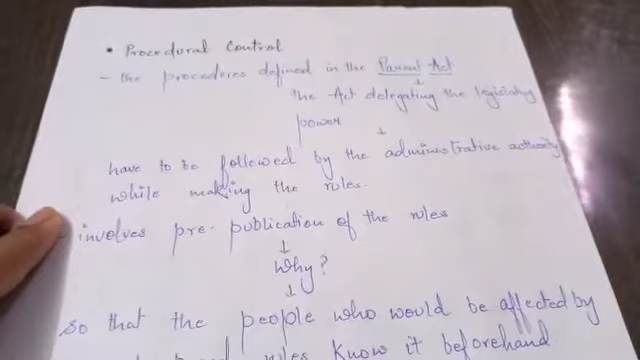 • Procedural Control
- the procedures defined in the Parent Act
↓
the Act delegating the legislative
power
↓
have to be followed by the administrative authority
while making the rules.
involves pre-publication of the rules
↓
Why?
↓
so that the people who would be affected by
rules know it beforehand.